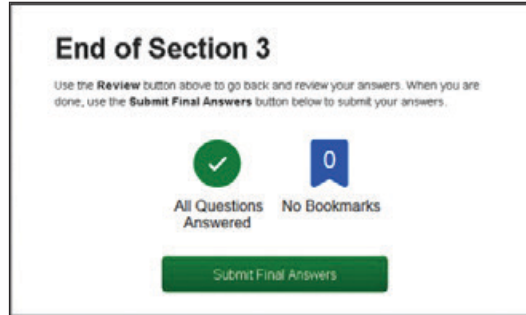 End of Section 3
Use the Review button above to go back and review your answers. When you are
done, use the Submit Final Answers button below to submit your answers.
0
All Questions
Answered
No Bookmarks
Submit Final Answers